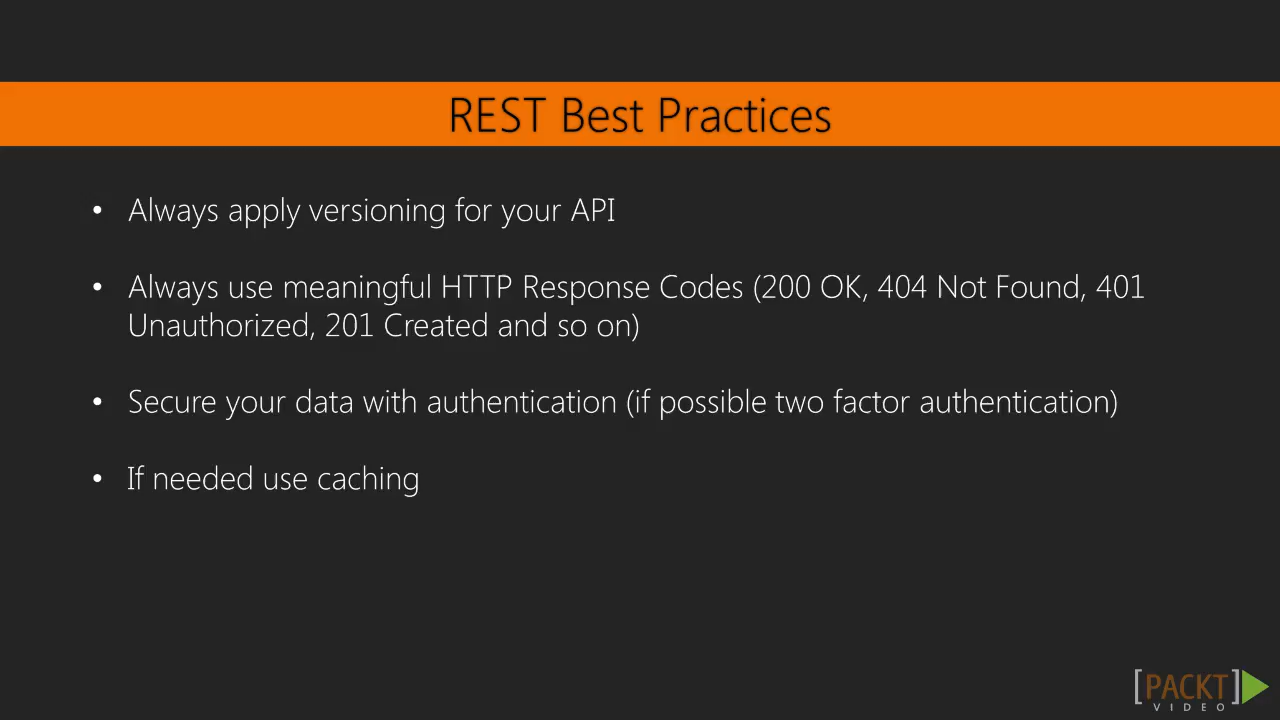 REST Best Practices
• Always apply versioning for your API
• Always use meaningful HTTP Response Codes (200 OK, 404 Not Found, 401
Unauthorized, 201 Created and so on)
• Secure your data with authentication (if possible two factor authentication)
• If needed use caching
[PACKT]
VIDEO